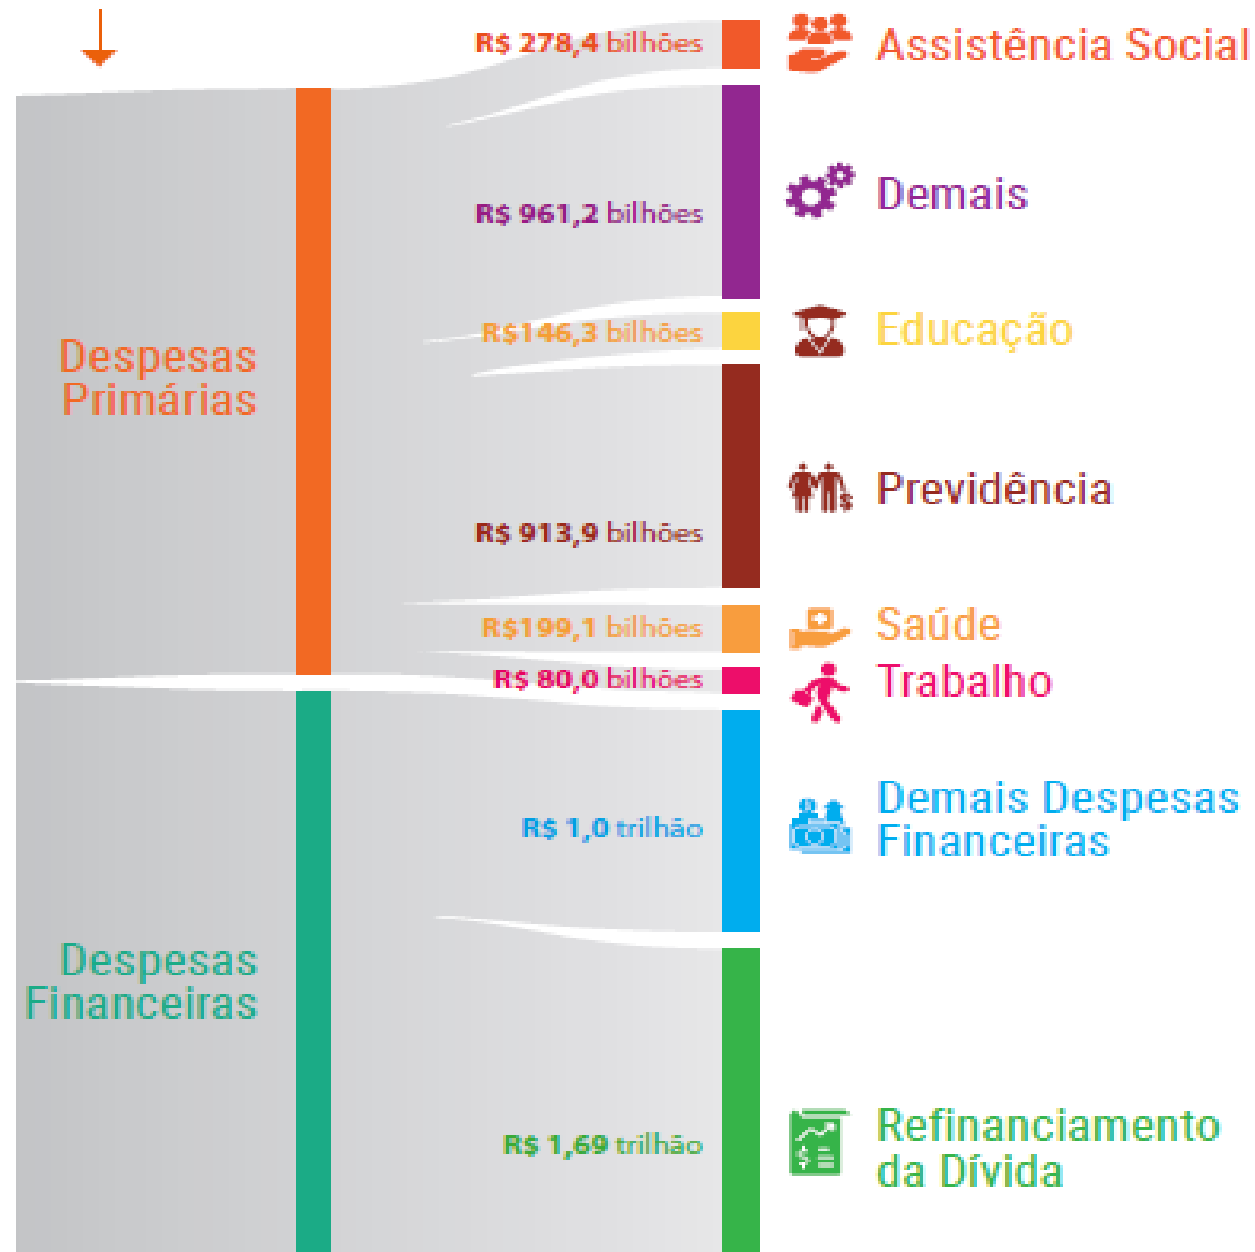 R$ 278,4 bilhões
Assistência Social
R$ 961,2 bilhões
Demais
R$146,3 bilhões
Educação
Despesas
Primárias
R$ 913,9 bilhões
Previdência
R$199,1 bilhões
Saúde
R$ 80,0 bilhões
Trabalho
R$ 1,0 trilhão
Demais Despesas
Financeiras
Despesas
Financeiras
R$ 1,69 trilhão
Refinanciamento
da Dívida